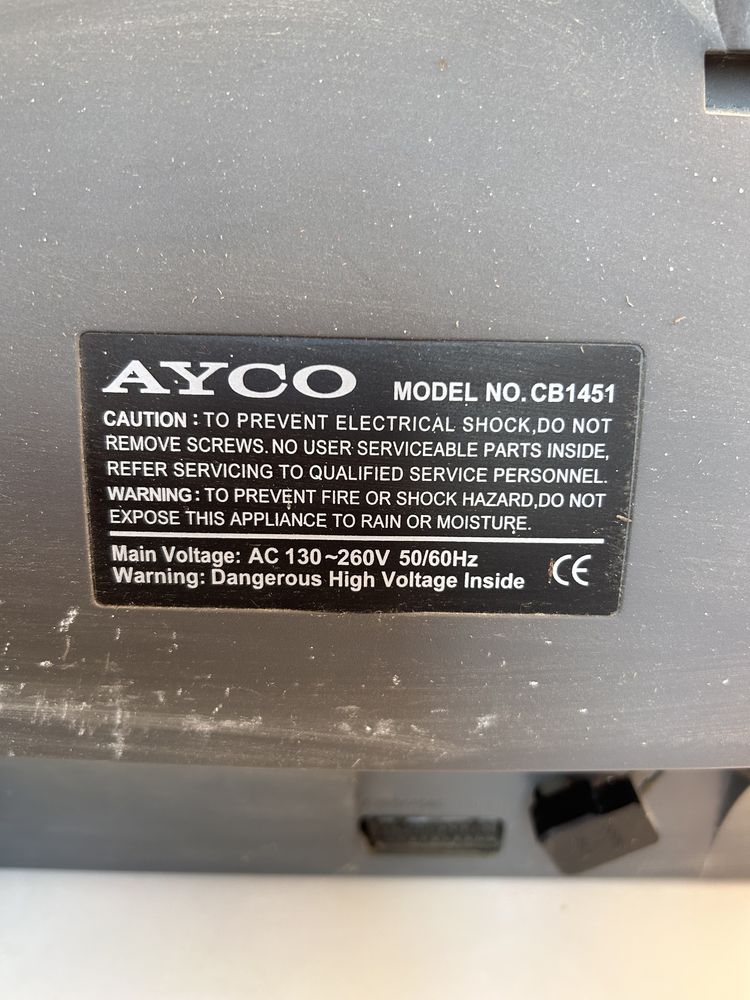 AYCO MODEL NO. CB1451
CAUTION : TO PREVENT ELECTRICAL SHOCK,DO NOT
REMOVE SCREWS. NO USER SERVICEABLE PARTS INSIDE,
REFER SERVICING TO QUALIFIED SERVICE PERSONNEL.
WARNING : TO PREVENT FIRE OR SHOCK HAZARD,DO NOT
EXPOSE THIS APPLIANCE TO RAIN OR MOISTURE.
Main Voltage: AC 130~260V 50/60Hz
Warning: Dangerous High Voltage Inside CE